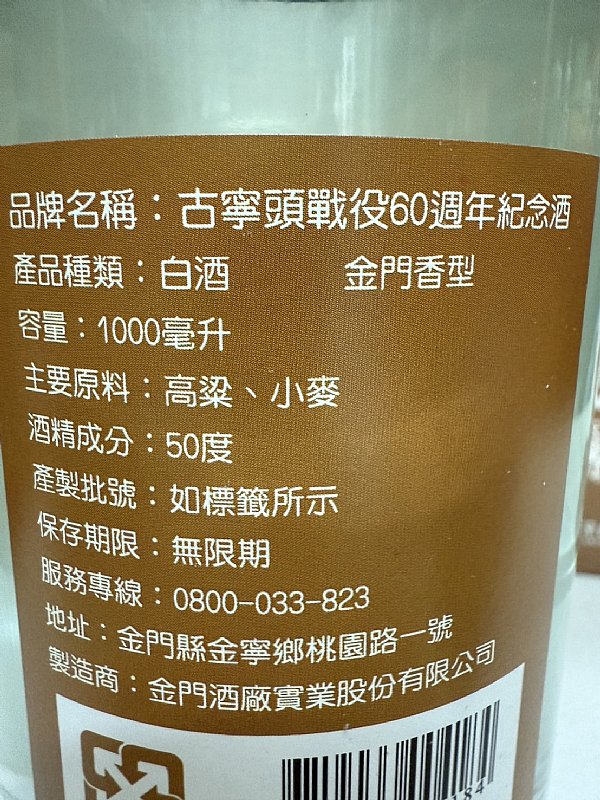 品牌名稱：古寧頭戰役60週年紀念酒
產品種類：白酒 金門香型
容量：1000毫升
主要原料：高粱、小麥
酒精成分：50度
產製批號：如標籤所示
保存期限：無限期
服務專線：0800-033-823
地址：金門縣金寧鄉桃園路一號
製造商：金門酒廠實業股份有限公司
84